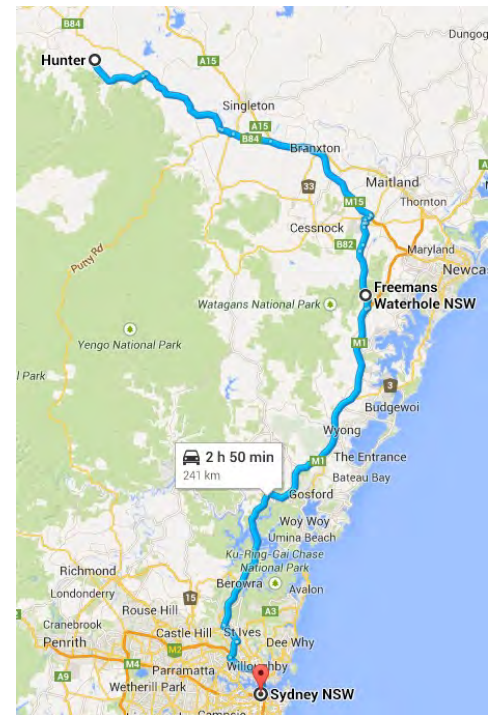 B84
Dungog
Hunter
A15
Singleton
A15
B84
Branxton
33
Maitland
M15
Thornton
Cessnock
B82
Maryland
Newcas
Putty Rd
Freemans
Waterhole NSW
Watagans National Park
Yengo National Park
M1
l Park
3
Budgewoi
Wyong
2 h 50 min
241 km
M1
The Entrance
Bateau Bay
Gosford
Woy Woy
Umina Beach
Ku-Ring-Gai Chase
National Park
Richmond
Berowra
Avalon
Londonderry
15
Rouse Hill
A3
Cranebrook
Castle Hill
St Ives
Penrith
M2
Dee Why
M4
Parramatta
Willoughby
A9
Wetherill Park
Sydney NSW